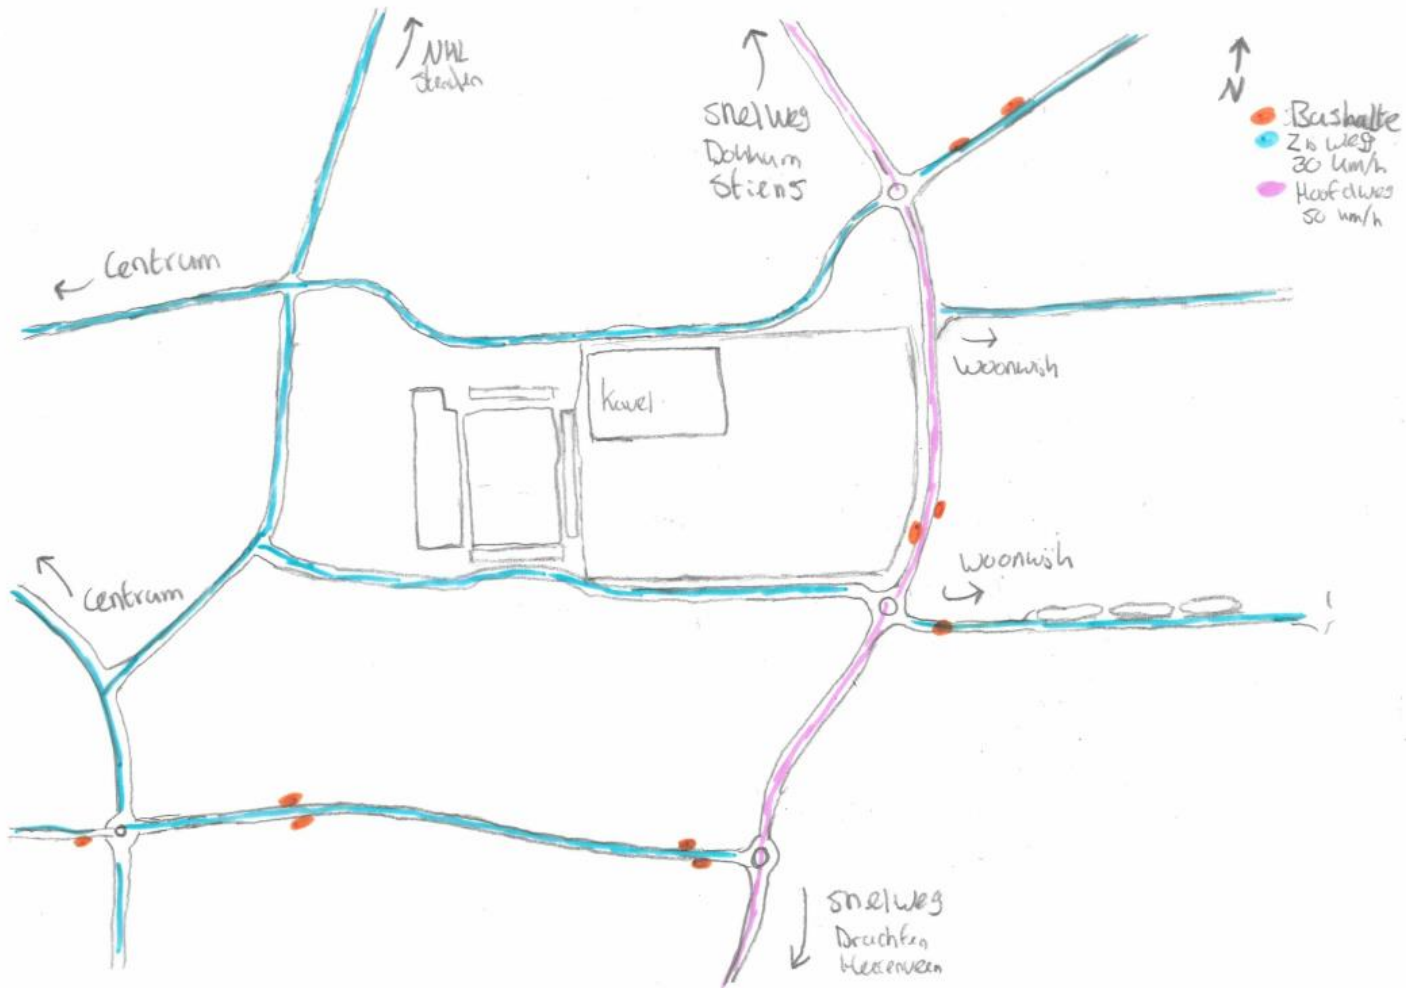 NHL
Stenden
snelweg
Dokkum
Stiens
N
Bushalte
Zijweg
30 km/h
Hoofdweg
50 km/h
Centrum
Woonwijk
Kavel
Woonwijk
Centrum
snelweg
Drachten
Heerenveen